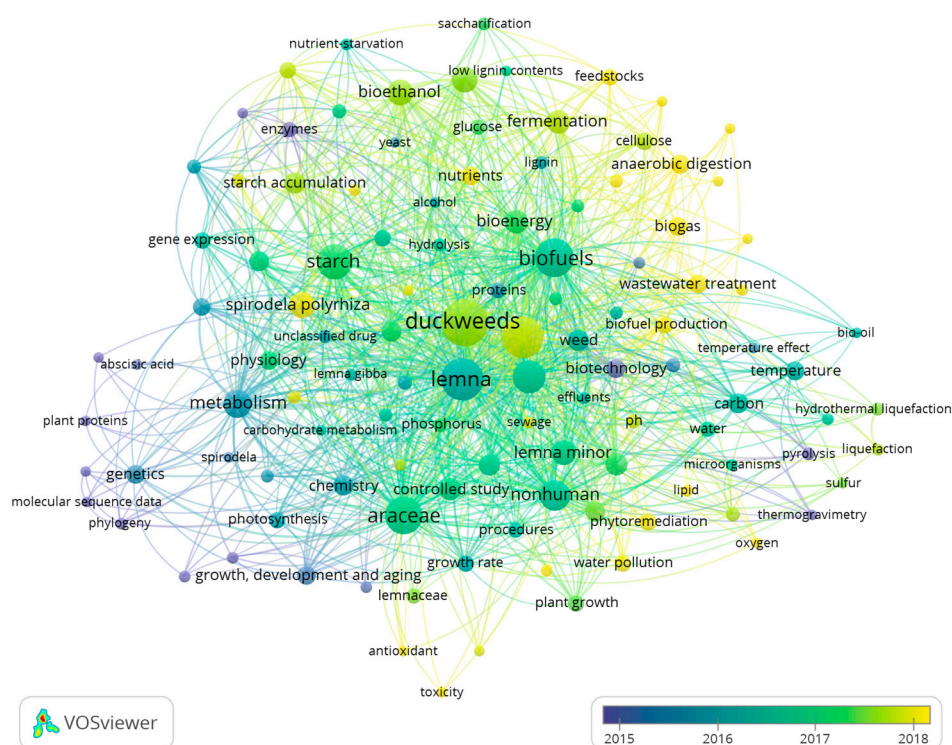 saccharification
nutrient-starvation
low lignin contents
feedstocks
bioethanol
enzymes
glucose
fermentation
yeast
cellulose
lignin
anaerobic digestion
starch accumulation
nutrients
alcohol
bioenergy
biogas
gene expression
hydrolysis
starch
biofuels
proteins
wastewater treatment
spirodela polyrhiza
duckweeds
biofuel production
unclassified drug
weed
bio-oil
temperature effect
physiology
abscisic acid
lemna gibba
lemna
biotechnology
temperature
metabolism
effluents
carbon
hydrothermal liquefaction
plant proteins
carbohydrate metabolism
phosphorus
sewage
ph
water
spirodela
lemna minor
pyrolysis
liquefaction
genetics
microorganisms
chemistry
controlled study
nonhuman
lipid
sulfur
molecular sequence data
phylogeny
photosynthesis
araceae
procedures
phytoremediation
thermogravimetry
oxygen
growth, development and aging
growth rate
water pollution
lemnaceae
plant growth
antioxidant
toxicity
VOSviewer
2015
2016
2017
2018